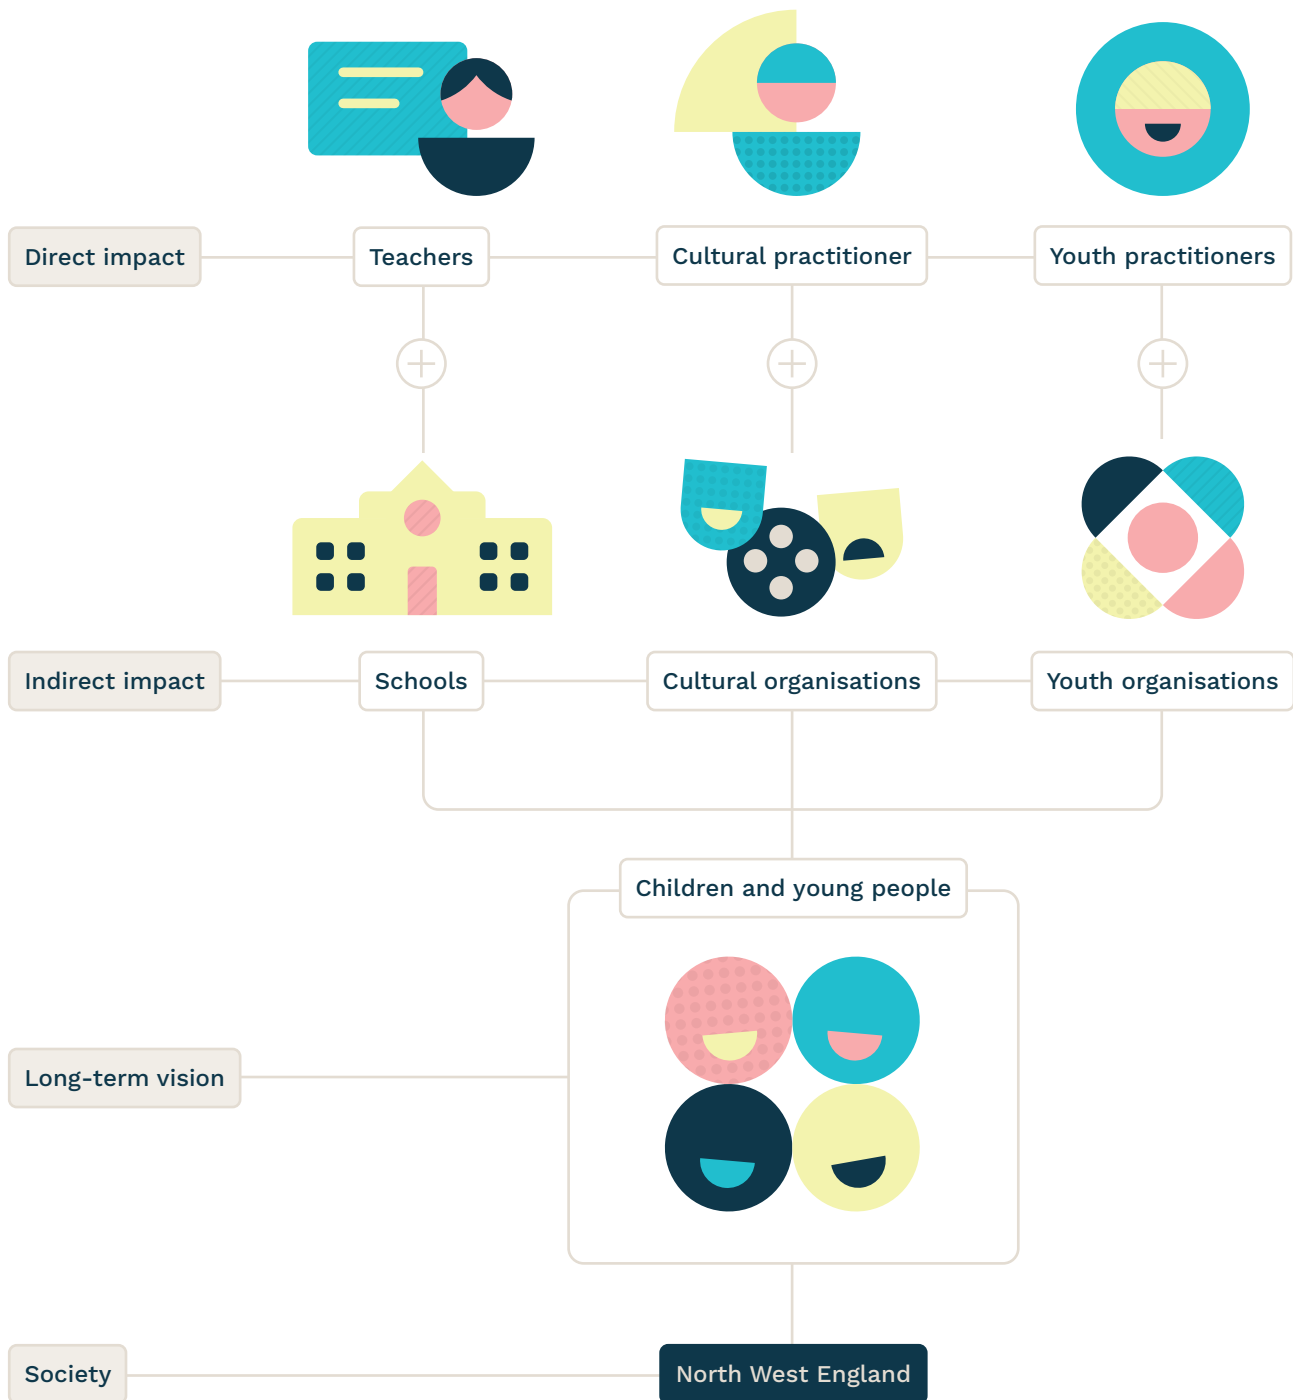 Direct impact
Teachers
Cultural practitioner
Youth practitioners
Indirect impact
Schools
Cultural organisations
Youth organisations
Children and young people
Long-term vision
Society
North West England